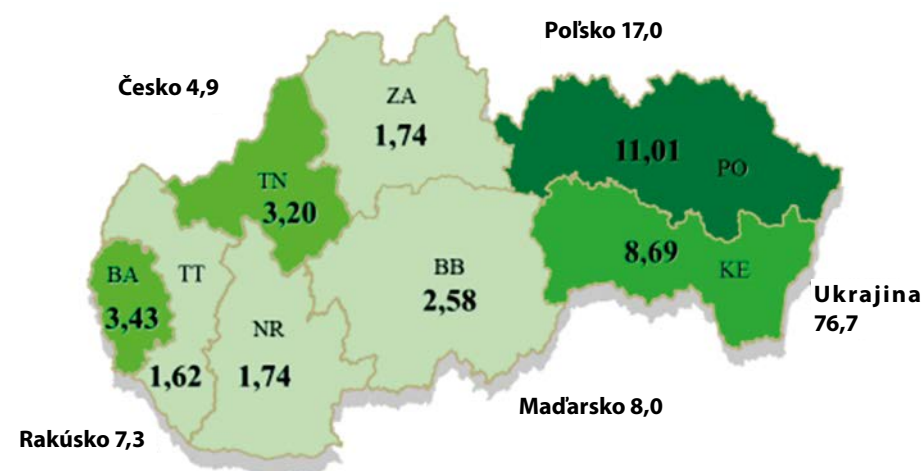 Poľsko 17,0
Česko 4,9
ZA
1,74
11,01
PO
TN
3,20
8,69
KE
BA
3,43
TT
BB
2,58
Ukrajina
76,7
NR
1,62
1,74
Maďarsko 8,0
Rakúsko 7,3